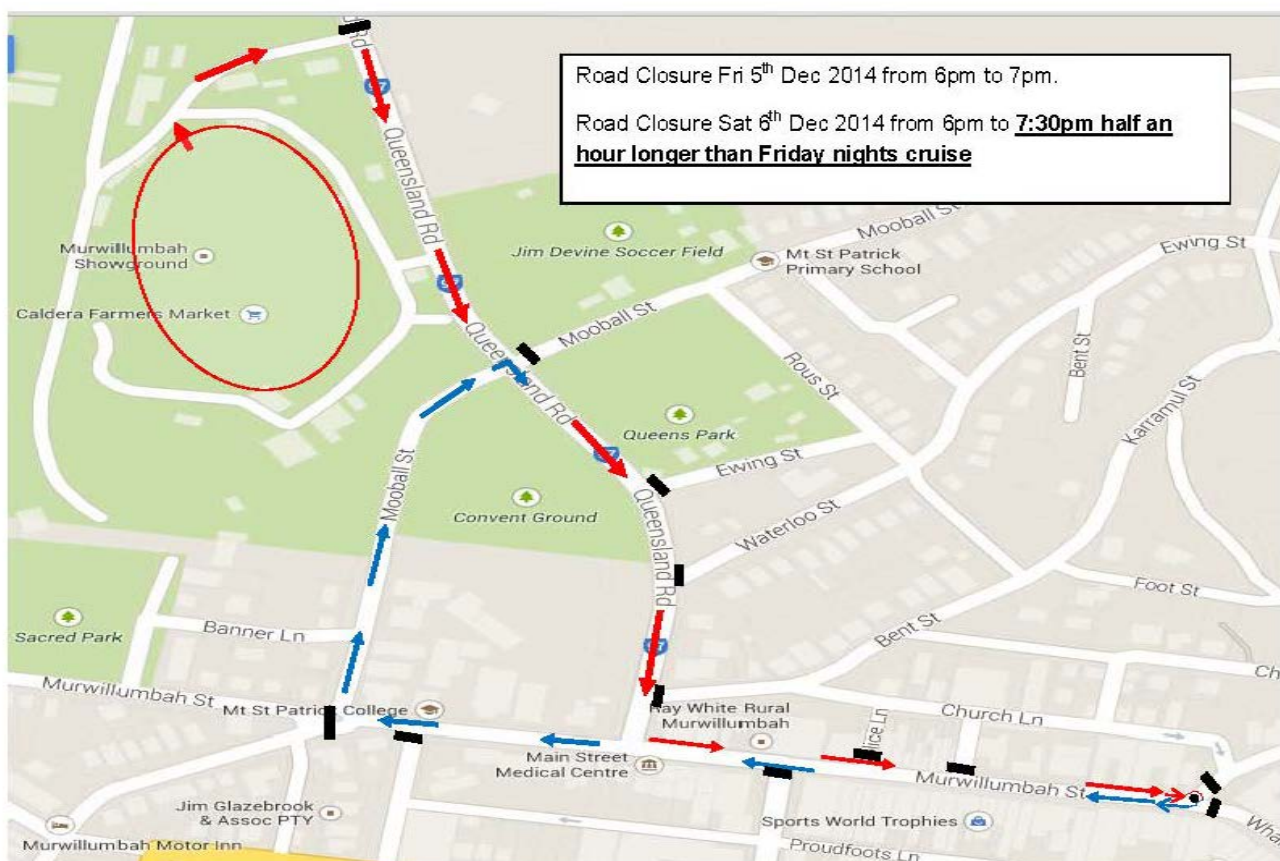 Rd
Road Closure Fri 5th Dec 2014 from 6pm to 7pm.
Road Closure Sat 6th Dec 2014 from 6pm to 7:30pm half an
hour longer than Friday nights cruise
Queensland Rd
Mooball St
Ewing St
Jim Devine Soccer Field
Mt St Patrick
Primary School
Murwillumbah
Showground
Caldera Farmers Market
Mooball St
Queensland Rd
Rous St
Bent St
Karramul St
Queens Park
Ewing St
Mooball St
Convent Ground
Queensland Rd
Waterloo St
Foot St
Sacred Park
Banner Ln
Bent St
Murwillumbah St
Mt St Patrick College
Ray White Rural
Murwillumbah
Church Ln
Main Street
Medical Centre
Murwillumbah St
Jim Glazebrook
& Assoc PTY
Sports World Trophies
Murwillumbah Motor Inn
Proudfoots Ln